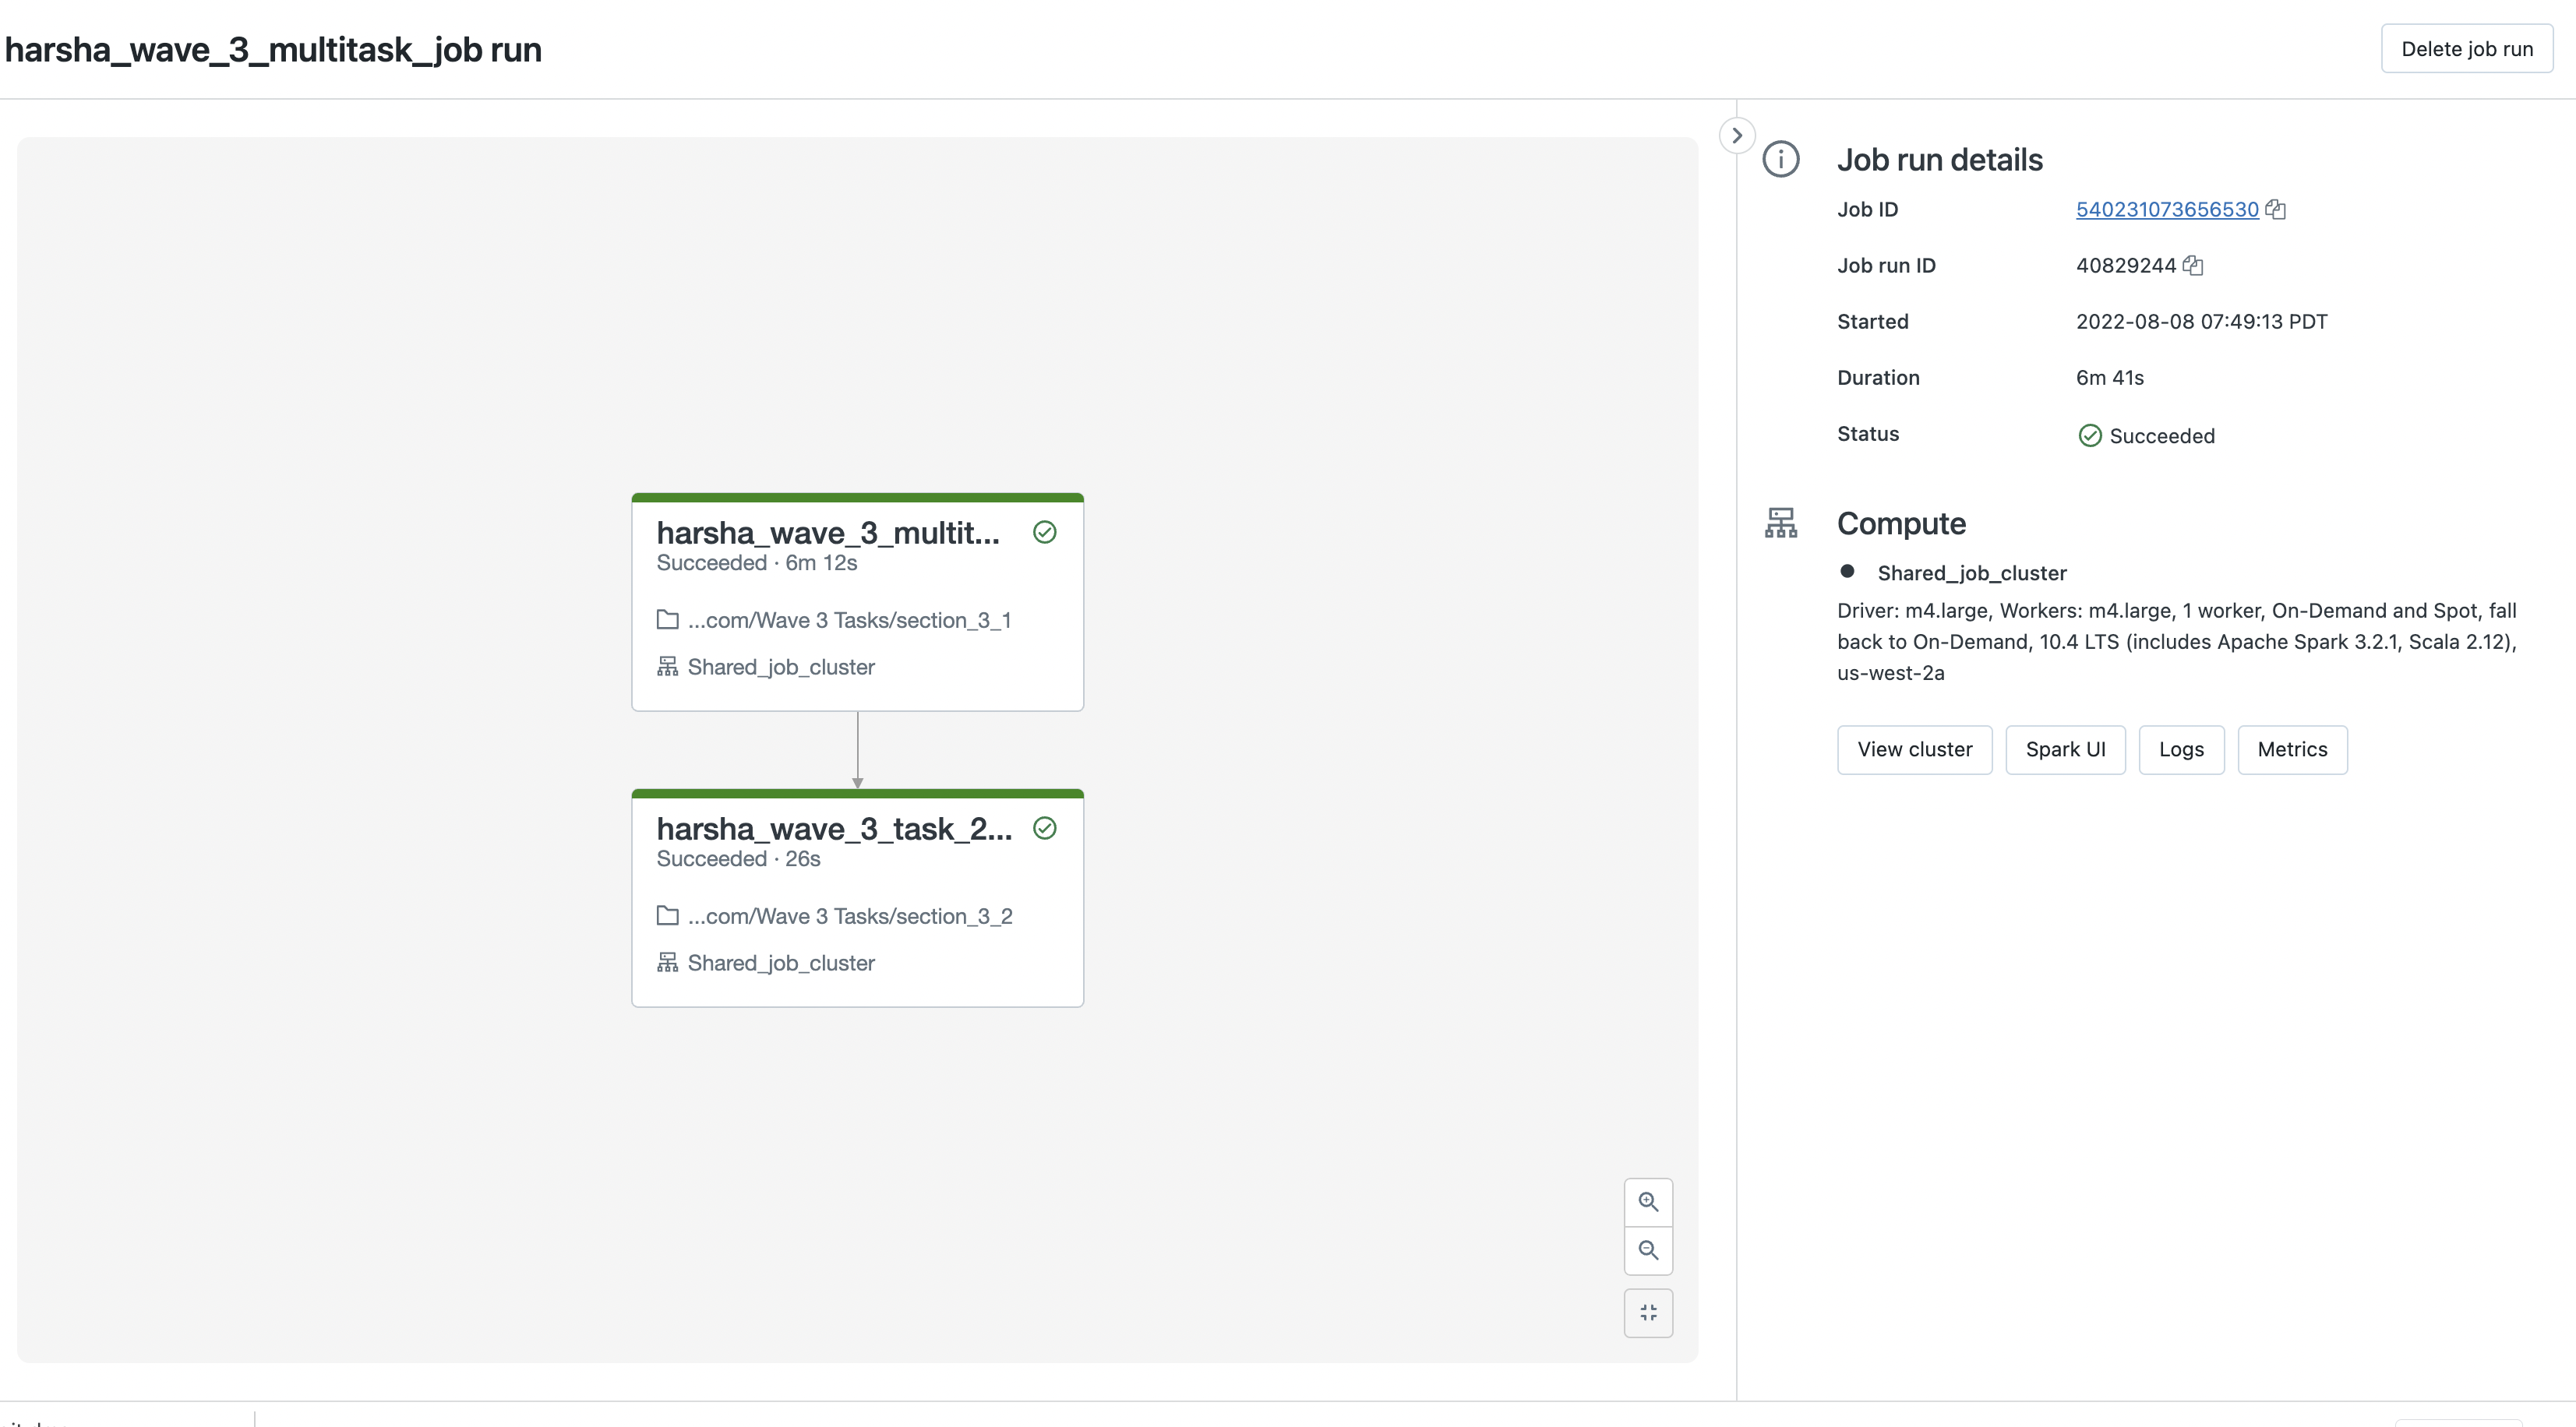 harsha_wave_3_multitask_job run
Delete job run
harsha_wave_3_multit...
Succeeded · 6m 12s
...com/Wave 3 Tasks/section_3_1
Shared_job_cluster
harsha_wave_3_task_2...
Succeeded · 26s
...com/Wave 3 Tasks/section_3_2
Shared_job_cluster
Job run details
Job ID 540231073656530
Job run ID 40829244
Started 2022-08-08 07:49:13 PDT
Duration 6m 41s
Status Succeeded
Compute
Shared_job_cluster
Driver: m4.large, Workers: m4.large, 1 worker, On-Demand and Spot, fall
back to On-Demand, 10.4 LTS (includes Apache Spark 3.2.1, Scala 2.12),
us-west-2a
View cluster Spark UI Logs Metrics